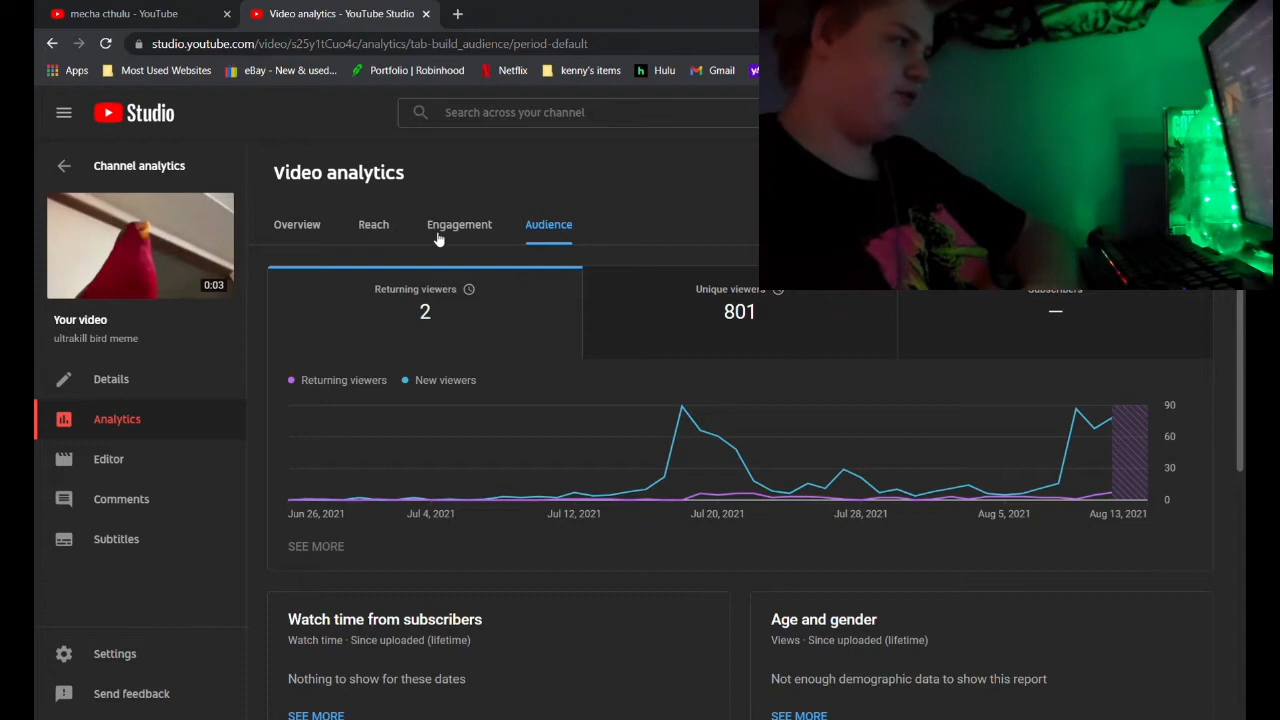 mecha cthulu - YouTube
Video analytics - YouTube Studio
studio.youtube.com/video/s25y1tCuo4c/analytics/tab-build_audience/period-default
Apps
Most Used Websites
eBay - New & used...
Portfolio | Robinhood
Netflix
kenny's items
Hulu
Gmail
Studio
Search across your channel
Channel analytics
0:03
Your video
ultrakill bird meme
Details
Analytics
Editor
Comments
Subtitles
Settings
Send feedback
Video analytics
Overview
Reach
Engagement
Audience
Returning viewers
2
Unique viewers
801
Subscribers
—
Returning viewers
New viewers
90
60
30
0
Jun 26, 2021
Jul 4, 2021
Jul 12, 2021
Jul 20, 2021
Jul 28, 2021
Aug 5, 2021
Aug 13, 2021
SEE MORE
Watch time from subscribers
Watch time · Since uploaded (lifetime)
Nothing to show for these dates
SEE MORE
Age and gender
Views · Since uploaded (lifetime)
Not enough demographic data to show this report
SEE MORE